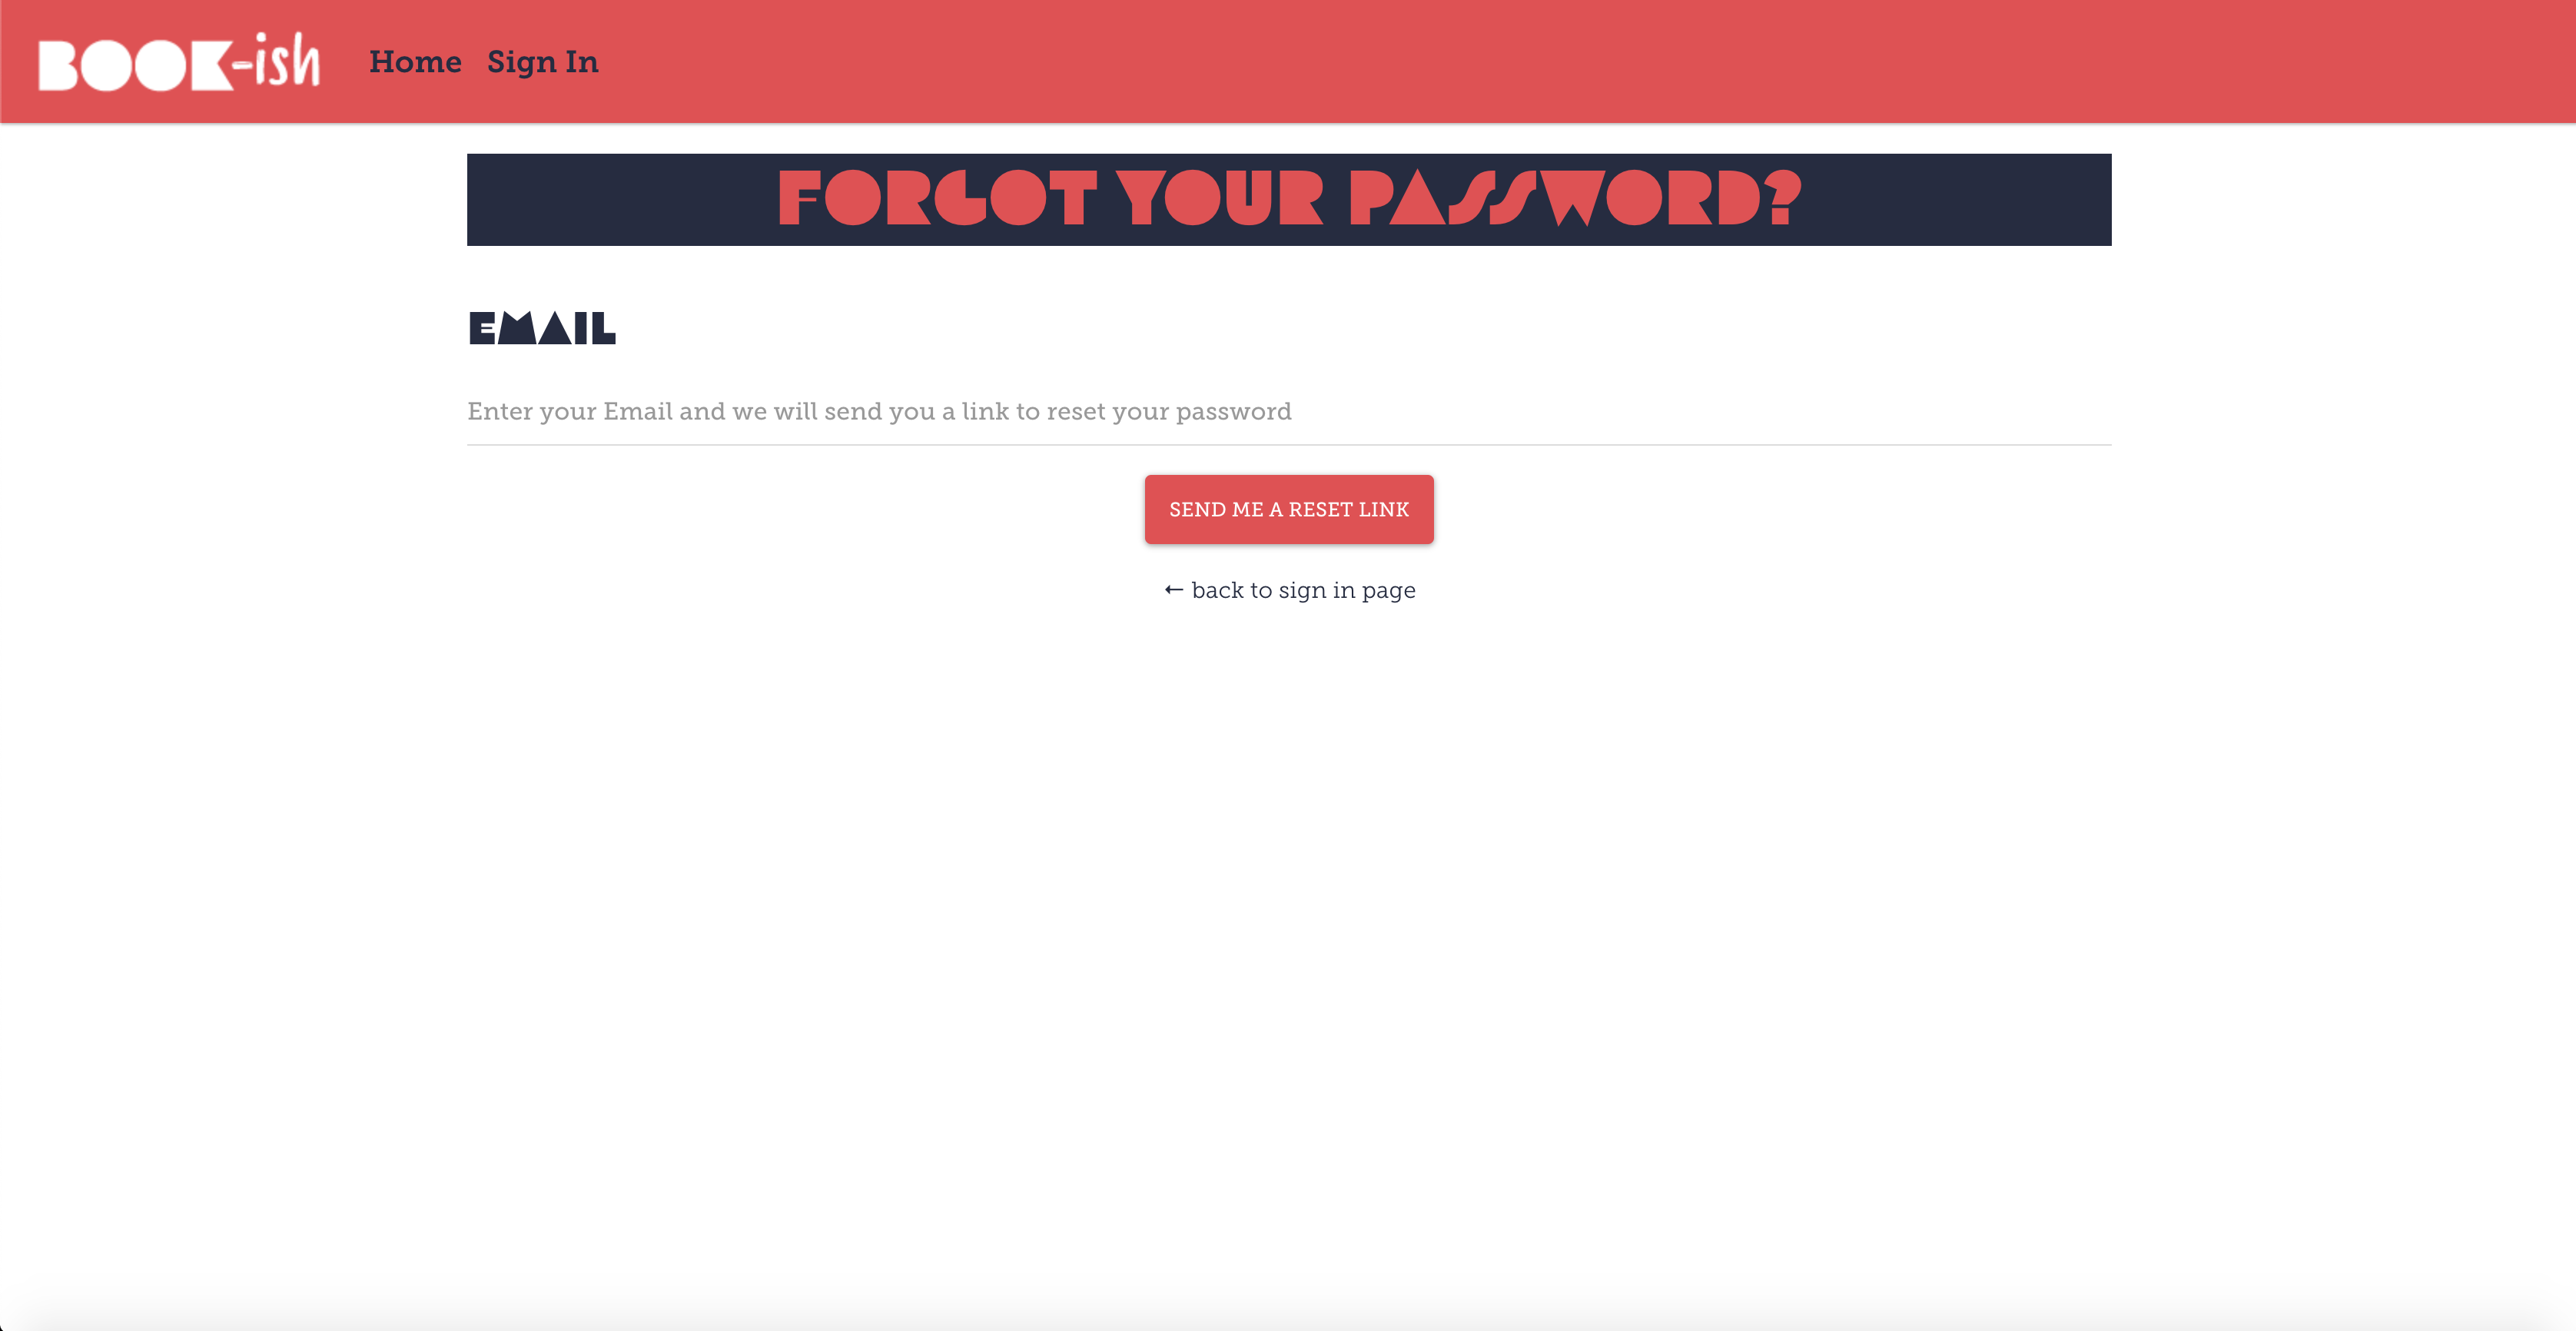 BOOK-ish
Home Sign In
FORGOT YOUR PASSWORD?
EMAIL
Enter your Email and we will send you a link to reset your password
SEND ME A RESET LINK
← back to sign in page